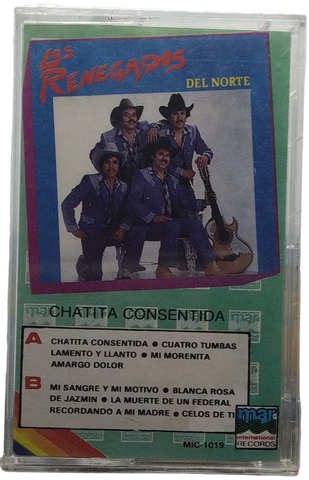 LOS
RENEGADOS
DEL NORTE
CHATITA CONSENTIDA
A
CHATITA CONSENTIDA • CUATRO TUMBAS
LAMENTO Y LLANTO • MI MORENITA
AMARGO DOLOR
B
MI SANGRE Y MI MOTIVO • BLANCA ROSA
DE JAZMIN • LA MUERTE DE UN FEDERAL
RECORDANDO A MI MADRE • CELOS DE TI
mar
international
RECORDS
MIC-1019